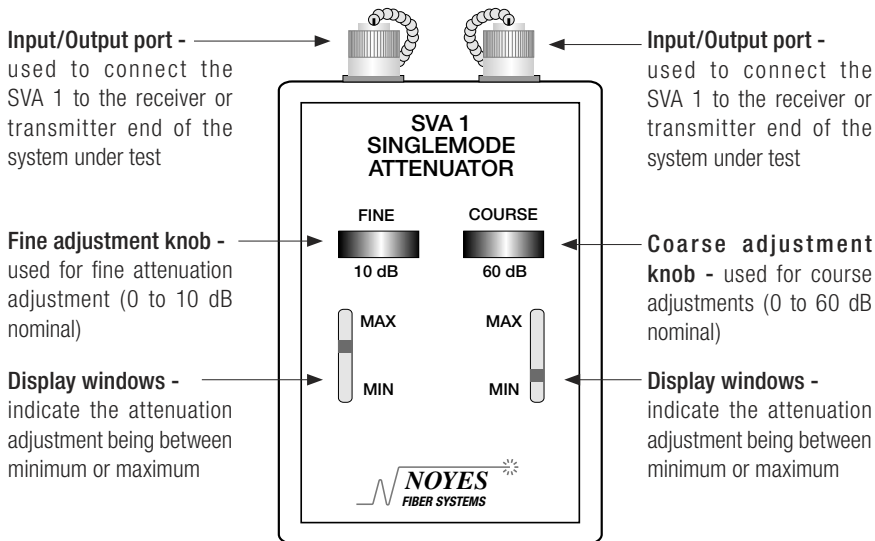 Input/Output port -
used to connect the
SVA 1 to the receiver or
transmitter end of the
system under test
Fine adjustment knob -
used for fine attenuation
adjustment (0 to 10 dB
nominal)
Display windows -
indicate the attenuation
adjustment being between
minimum or maximum
SVA 1
SINGLEMODE
ATTENUATOR
FINE
COURSE
10 dB
60 dB
MAX
MAX
MIN
MIN
NOYES
FIBER SYSTEMS
Input/Output port -
used to connect the
SVA 1 to the receiver or
transmitter end of the
system under test
Coarse adjustment
knob - used for course
adjustments (0 to 60 dB
nominal)
Display windows -
indicate the attenuation
adjustment being between
minimum or maximum